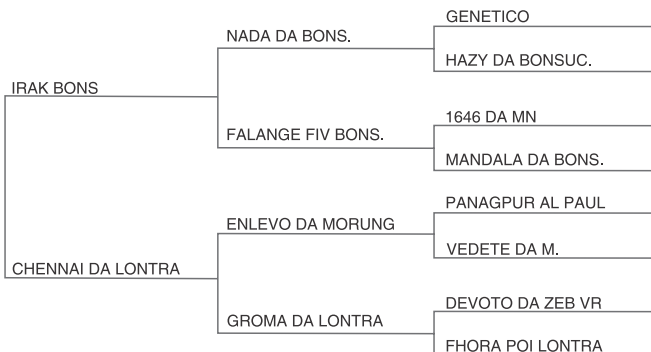 GENETICO
NADA DA BONS.
HAZY DA BONSUC.
IRAK BONS
1646 DA MN
FALANGE FIV BONS.
MANDALA DA BONS.
PANAGPUR AL PAUL
ENLEVO DA MORUNG
VEDETE DA M.
CHENNAI DA LONTRA
DEVOTO DA ZEB VR
GROMA DA LONTRA
FHORA POI LONTRA